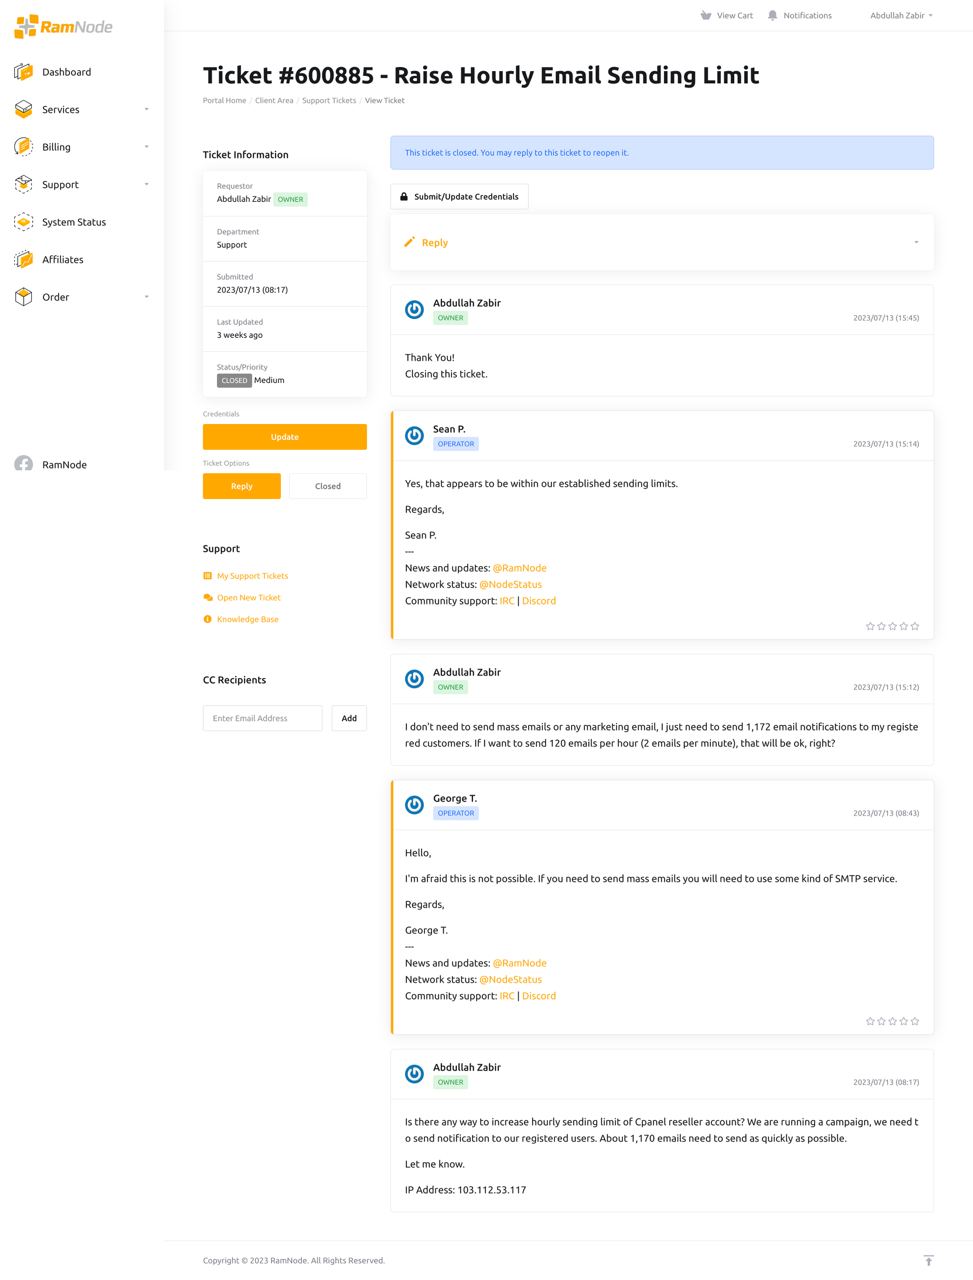 RamNode
View Cart
Notifications
Abdullah Zabir
Dashboard
Services
Billing
Support
System Status
Affiliates
Order
RamNode
Ticket #600885 - Raise Hourly Email Sending Limit
Portal Home / Client Area / Support Tickets / View Ticket
Ticket Information
Requestor
Abdullah Zabir OWNER
Department
Support
Submitted
2023/07/13 (08:17)
Last Updated
3 weeks ago
Status/Priority
CLOSED Medium
Credentials
Update
Ticket Options
Reply
Closed
Support
My Support Tickets
Open New Ticket
Knowledge Base
CC Recipients
Enter Email Address
Add
This ticket is closed. You may reply to this ticket to reopen it.
Submit/Update Credentials
Reply
Abdullah Zabir
OWNER
2023/07/13 (15:45)
Thank You!
Closing this ticket.
Sean P.
OPERATOR
2023/07/13 (15:14)
Yes, that appears to be within our established sending limits.
Regards,
Sean P.
---
News and updates: @RamNode
Network status: @NodeStatus
Community support: IRC | Discord
Abdullah Zabir
OWNER
2023/07/13 (15:12)
I don't need to send mass emails or any marketing email, I just need to send 1,172 email notifications to my registe
red customers. If I want to send 120 emails per hour (2 emails per minute), that will be ok, right?
George T.
OPERATOR
2023/07/13 (08:43)
Hello,
I'm afraid this is not possible. If you need to send mass emails you will need to use some kind of SMTP service.
Regards,
George T.
---
News and updates: @RamNode
Network status: @NodeStatus
Community support: IRC | Discord
Abdullah Zabir
OWNER
2023/07/13 (08:17)
Is there any way to increase hourly sending limit of Cpanel reseller account? We are running a campaign, we need t
o send notification to our registered users. About 1,170 emails need to send as quickly as possible.
Let me know.
IP Address: 103.112.53.117
Copyright © 2023 RamNode. All Rights Reserved.